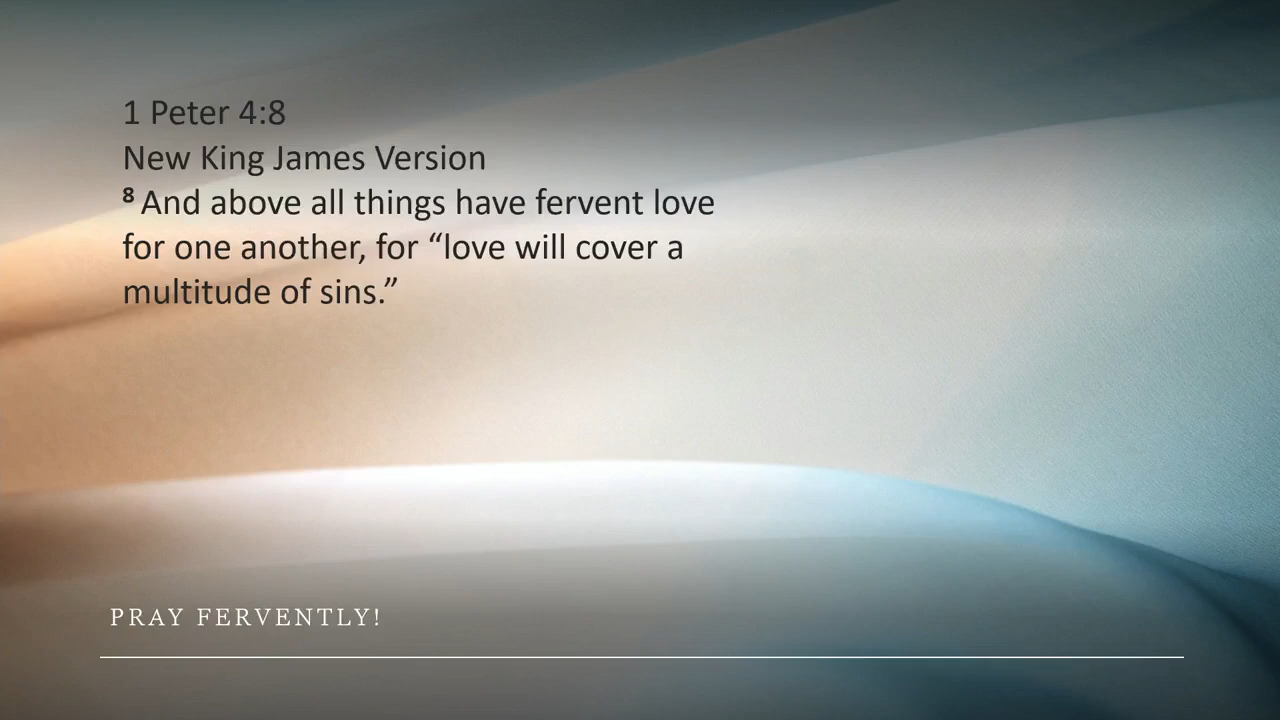 1 Peter 4:8
New King James Version
⁸ And above all things have fervent love
for one another, for “love will cover a
multitude of sins.”
PRAY FERVENTLY!